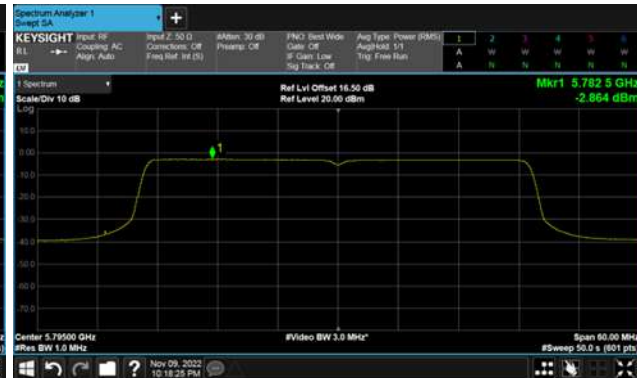 Spectrum Analyzer 1
Swept SA
KEYSIGHT Input: RF
RL Coupling: AC
Align: Auto
Input Z: 50 Ω
Corrections: Off
Freq Ref: Int (S)
#Atten: 30 dB
Preamp: Off
PNO: Best Wide
Gate: Off
IF Gain: Low
Sig Track: Off
Avg Type: Power (RMS)
Avg|Hold: 1/1
Trig: Free Run
1 2 3 4 5 6
A W W W W W
A N N N N N
LW
1 Spectrum
Scale/Div 10 dB
Ref Lvl Offset 16.50 dB
Ref Level 20.00 dBm
Mkr1 5.782 5 GHz
-2.864 dBm
Log
10.0
0.00
1
-10.0
-20.0
-30.0
-40.0
-50.0
-60.0
-70.0
Center 5.79500 GHz
#Res BW 1.0 MHz
#Video BW 3.0 MHz*
Span 60.00 MHz
#Sweep 50.0 s (601 pts)
?
Nov 09, 2022
10:18:25 PM